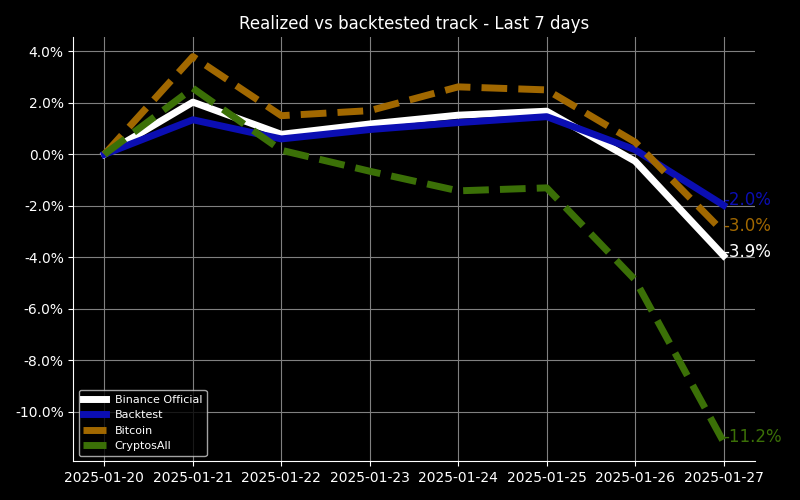 Realized vs backtested track - Last 7 days
4.0%
2.0%
0.0%
-2.0%
-4.0%
-6.0%
-8.0%
-10.0%
-2.0%
-3.0%
-3.9%
-11.2%
Binance Official
Backtest
Bitcoin
CryptosAll
2025-01-20 2025-01-21 2025-01-22 2025-01-23 2025-01-24 2025-01-25 2025-01-26 2025-01-27